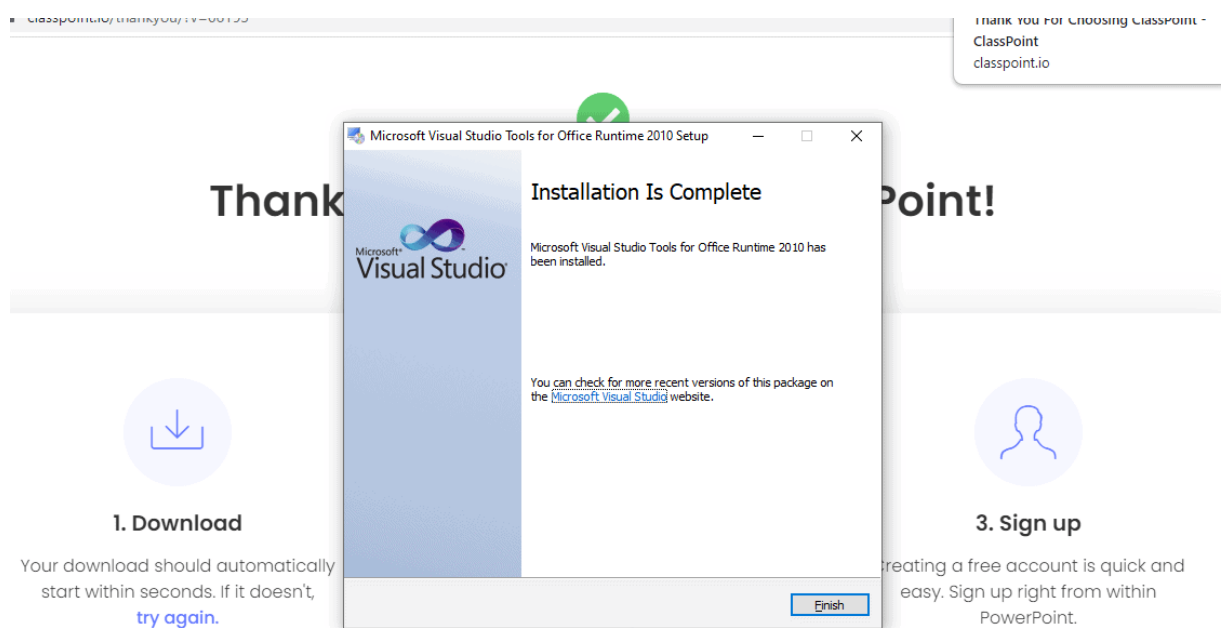 classpoint.io/thankyou/?v=66195
Thank You For Choosing ClassPoint -
ClassPoint
classpoint.io
Microsoft Visual Studio Tools for Office Runtime 2010 Setup
Thank
Point!
Installation Is Complete
Microsoft Visual Studio Tools for Office Runtime 2010 has
been installed.
Microsoft®
Visual Studio®
You can check for more recent versions of this package on
the Microsoft Visual Studio website.
1. Download
Your download should automatically
start within seconds. If it doesn't,
try again.
3. Sign up
Creating a free account is quick and
easy. Sign up right from within
PowerPoint.
Finish